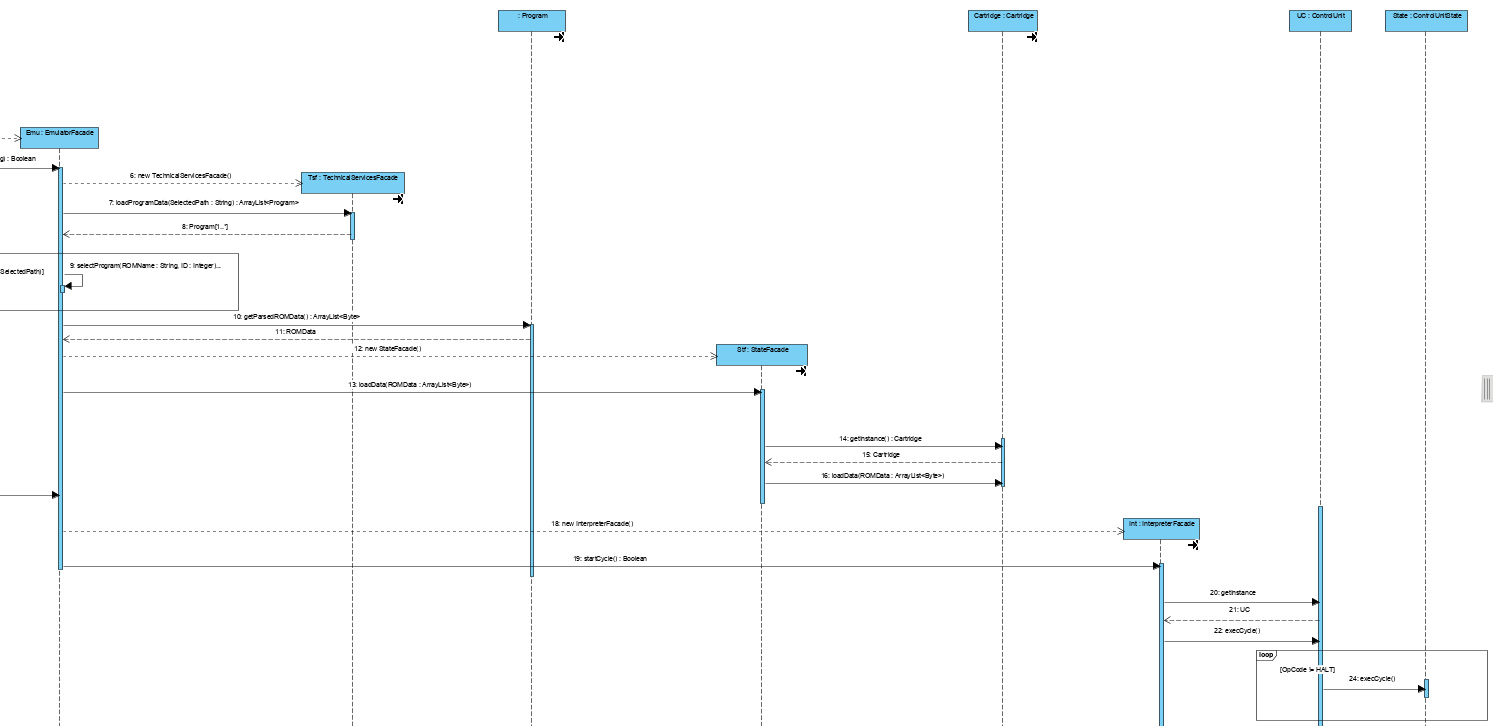 : Program
Cartridge : Cartridge
UC : ControlUnit
State : ControlUnitState
Emu : EmulatorFacade
g) : Boolean
6: new TechnicalServicesFacade()
Tsf : TechnicalServicesFacade
7: loadProgramData(SelectedPath : String) : ArrayList<Program>
8: Program[1..*]
SelectedPath)]
9: selectProgram(ROMName : String, ID : Integer)...
10: getParsedROMData() : ArrayList<Byte>
11: ROMData
12: new StateFacade()
Stf : StateFacade
13: loadData(ROMData : ArrayList<Byte>)
14: getInstance() : Cartridge
15: Cartridge
16: loadData(ROMData : ArrayList<Byte>)
18: new InterpreterFacade()
Int : InterpreterFacade
19: startCycle() : Boolean
20: getInstance
21: UC
22: execCycle()
loop
[OpCode != HALT]
24: execCycle()